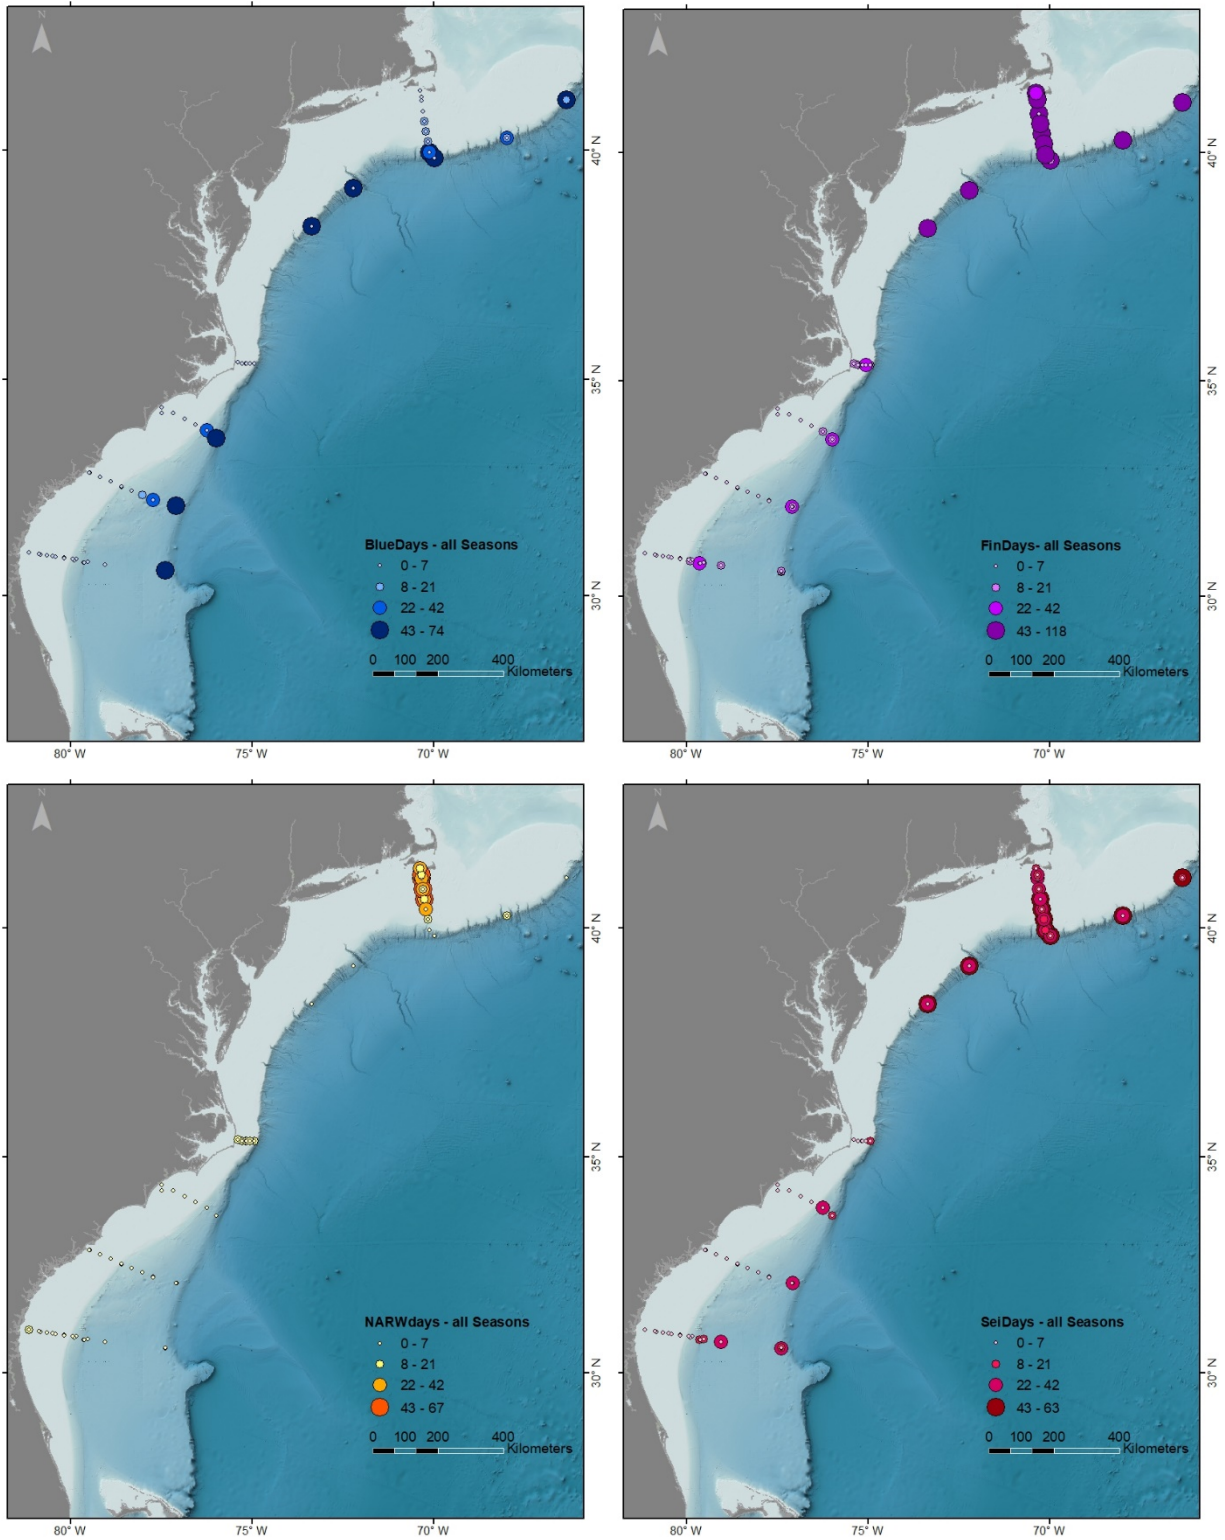 N
N
40° N
40° N
35° N
35° N
BlueDays - all Seasons
0 - 7
8 - 21
22 - 42
43 - 74
0 100 200 400
Kilometers
30° N
FinDays- all Seasons
0 - 7
8 - 21
22 - 42
43 - 118
0 100 200 400
Kilometers
30° N
80° W 75° W 70° W
80° W 75° W 70° W
N
N
40° N
40° N
35° N
35° N
NARWdays - all Seasons
0 - 7
8 - 21
22 - 42
43 - 67
0 100 200 400
Kilometers
30° N
SeiDays - all Seasons
0 - 7
8 - 21
22 - 42
43 - 63
0 100 200 400
Kilometers
30° N
80° W 75° W 70° W
80° W 75° W 70° W